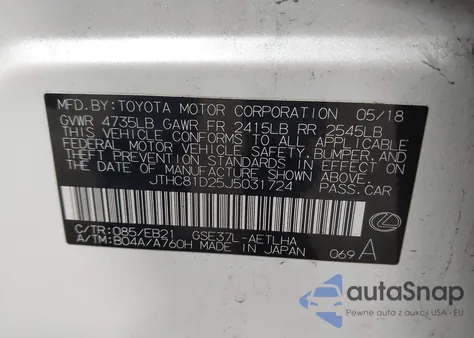 MFD. BY: TOYOTA MOTOR CORPORATION 05/18
GVWR 4735LB GAWR FR 2415LB RR 2545LB
THIS VEHICLE CONFORMS TO ALL APPLICABLE
FEDERAL MOTOR VEHICLE SAFETY, BUMPER, AND
THEFT PREVENTION STANDARDS IN EFFECT ON
THE DATE OF MANUFACTURE SHOWN ABOVE.
JTHC81D25J5031724 PASS.CAR
C/TR: 085/EB21 GSE37L-AETLHA
A/TM: B04A/A760H MADE IN JAPAN 069 A
autoSnap
Pewne auta z aukcji USA · EU